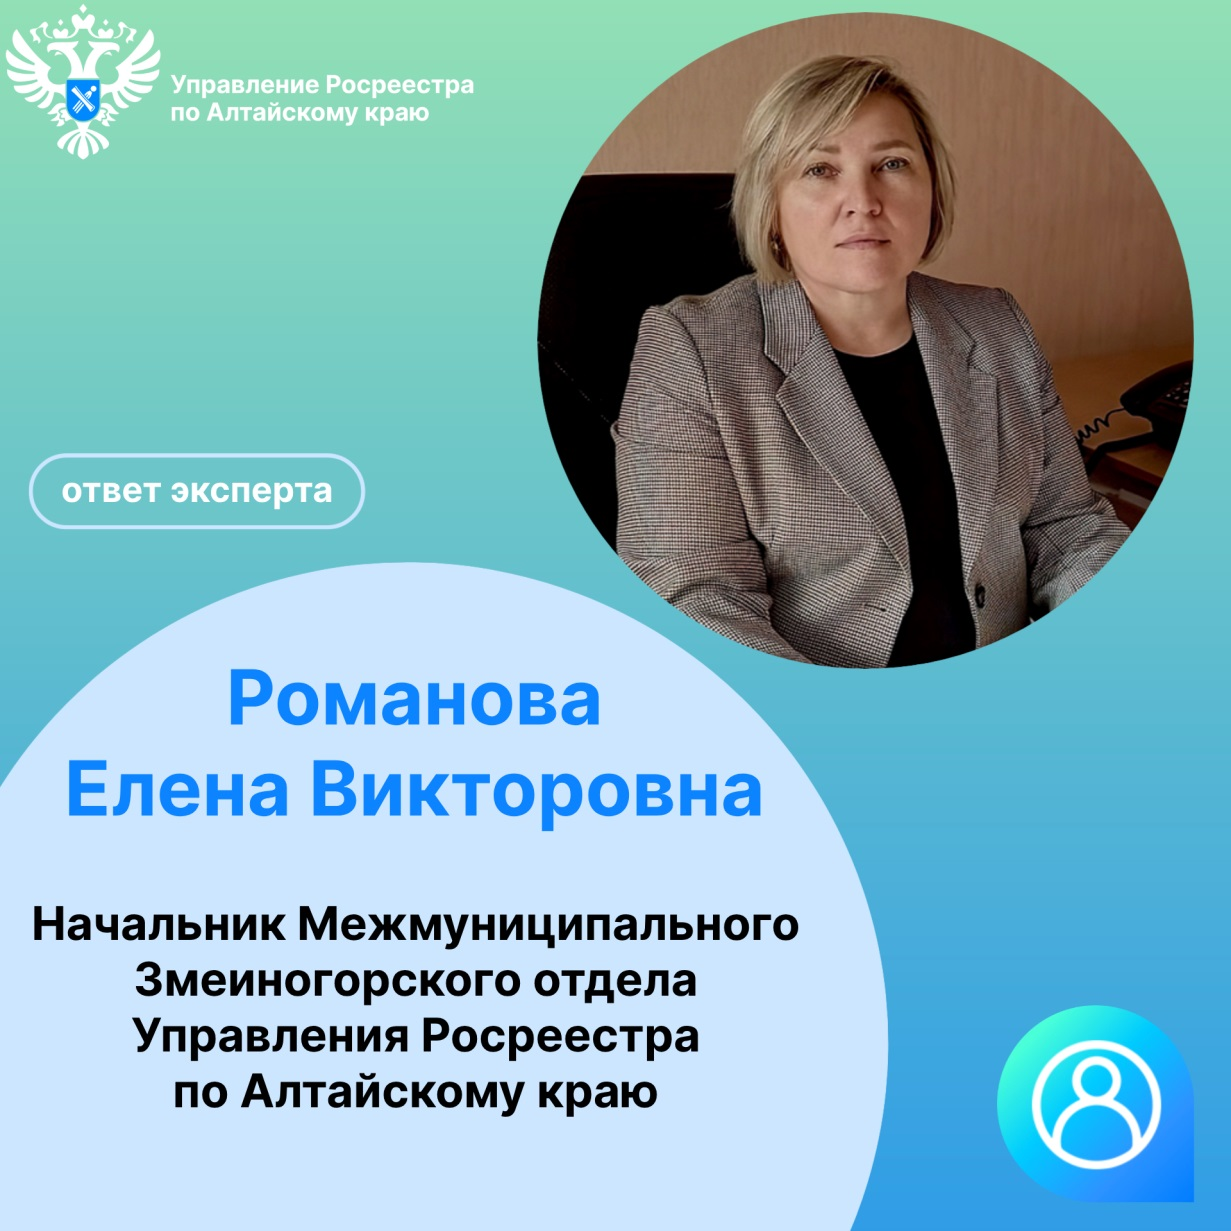 Управление Росреестра
по Алтайскому краю
ответ эксперта
Романова
Елена Викторовна
Начальник Межмуниципального
Змеиногорского отдела
Управления Росреестра
по Алтайскому краю